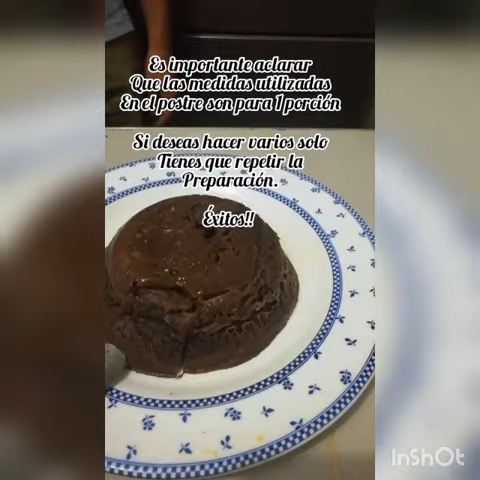 Es importante aclarar
Que las medidas utilizadas
En el postre son para 1 porción
Si deseas hacer varios solo
Tienes que repetir la
Preparación.
Éxitos!!
InShOt